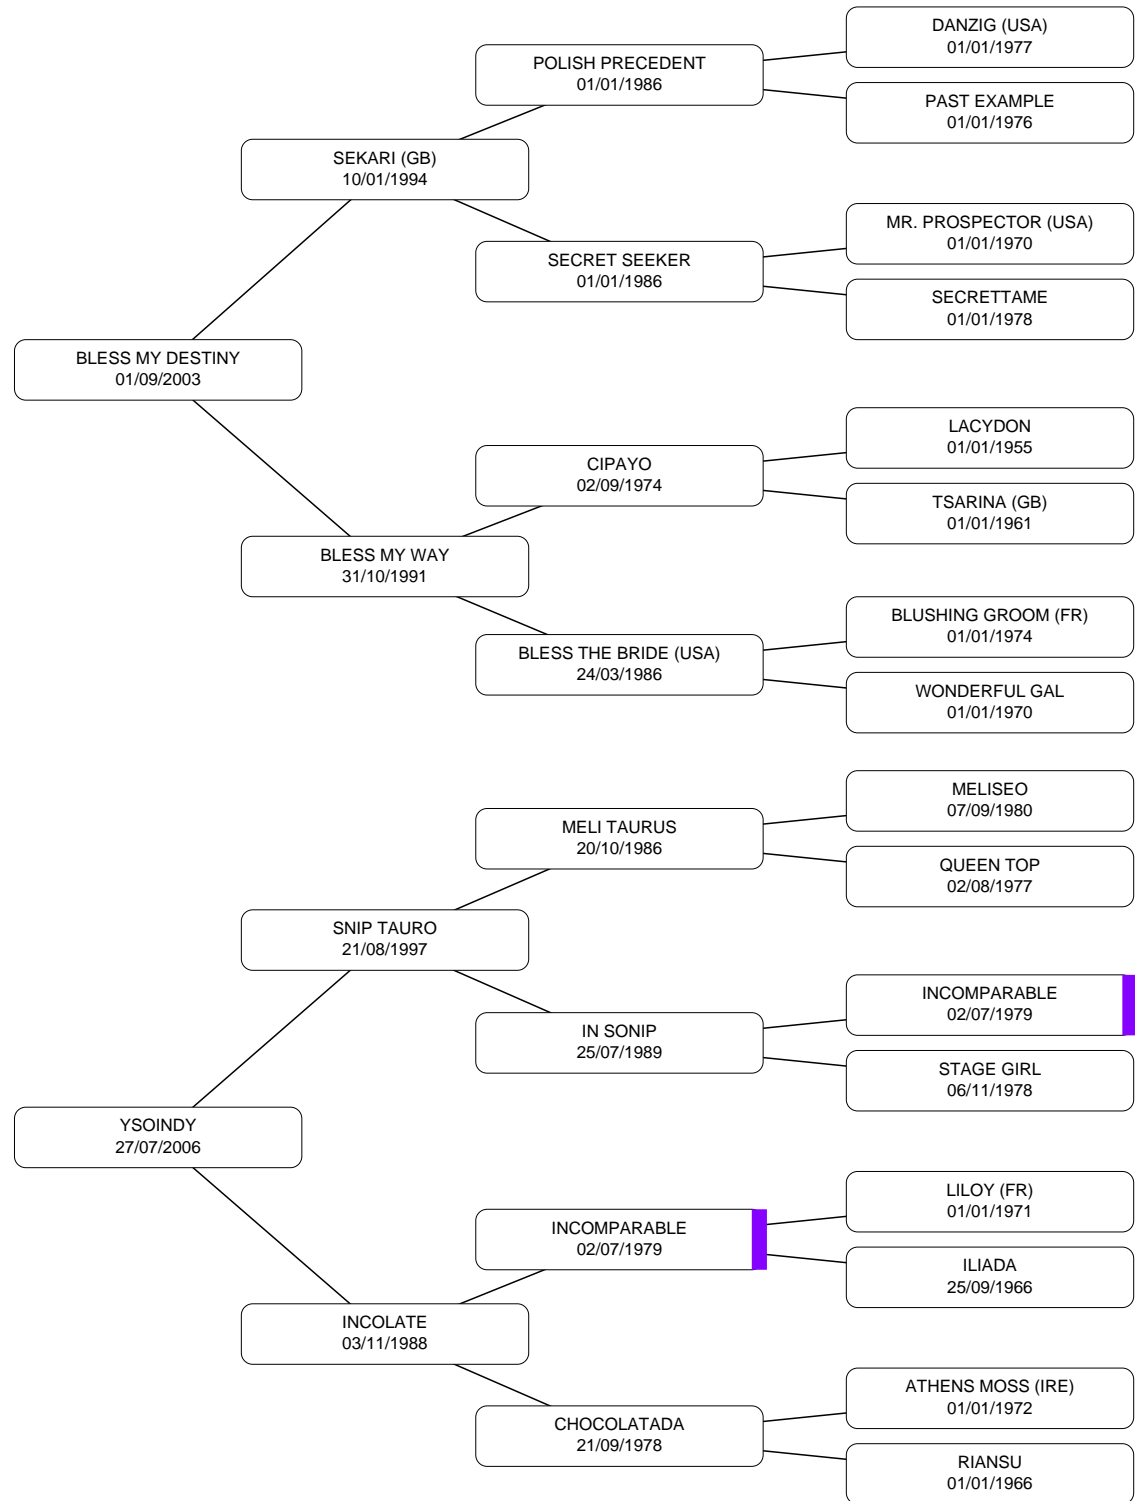 DANZIG (USA)
01/01/1977
POLISH PRECEDENT
01/01/1986
PAST EXAMPLE
01/01/1976
SEKARI (GB)
10/01/1994
MR. PROSPECTOR (USA)
01/01/1970
SECRET SEEKER
01/01/1986
SECRETTAME
01/01/1978
BLESS MY DESTINY
01/09/2003
LACYDON
01/01/1955
CIPAYO
02/09/1974
TSARINA (GB)
01/01/1961
BLESS MY WAY
31/10/1991
BLUSHING GROOM (FR)
01/01/1974
BLESS THE BRIDE (USA)
24/03/1986
WONDERFUL GAL
01/01/1970
MELISEO
07/09/1980
MELI TAURUS
20/10/1986
QUEEN TOP
02/08/1977
SNIP TAURO
21/08/1997
INCOMPARABLE
02/07/1979
IN SONIP
25/07/1989
STAGE GIRL
06/11/1978
YSOINDY
27/07/2006
LILOY (FR)
01/01/1971
INCOMPARABLE
02/07/1979
ILIADA
25/09/1966
INCOLATE
03/11/1988
ATHENS MOSS (IRE)
01/01/1972
CHOCOLATADA
21/09/1978
RIANSU
01/01/1966